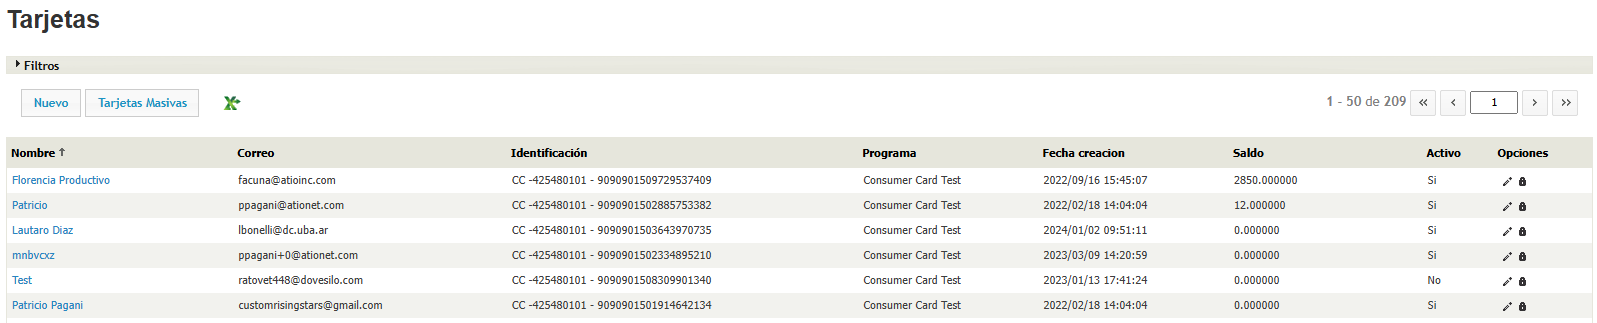 Tarjetas
Filtros
Nuevo Tarjetas Masivas 1 - 50 de 209 « ‹ 1 › »
Nombre ↑ Correo Identificación Programa Fecha creacion Saldo Activo Opciones
Florencia Productivo facuna@atioinc.com CC -425480101 - 9090901509729537409 Consumer Card Test 2022/09/16 15:45:07 2850.000000 Si
Patricio ppagani@ationet.com CC -425480101 - 9090901502885753382 Consumer Card Test 2022/02/18 14:04:04 12.000000 Si
Lautaro Diaz lbonelli@dc.uba.ar CC -425480101 - 9090901503643970735 Consumer Card Test 2024/01/02 09:51:11 0.000000 Si
mnbvcxz ppagani+0@ationet.com CC -425480101 - 9090901502334895210 Consumer Card Test 2023/03/09 14:20:59 0.000000 Si
Test ratovet448@dovesilo.com CC -425480101 - 9090901508309901340 Consumer Card Test 2023/01/13 17:41:24 0.000000 No
Patricio Pagani customrisingstars@gmail.com CC -425480101 - 9090901501914642134 Consumer Card Test 2022/02/18 14:04:04 0.000000 Si